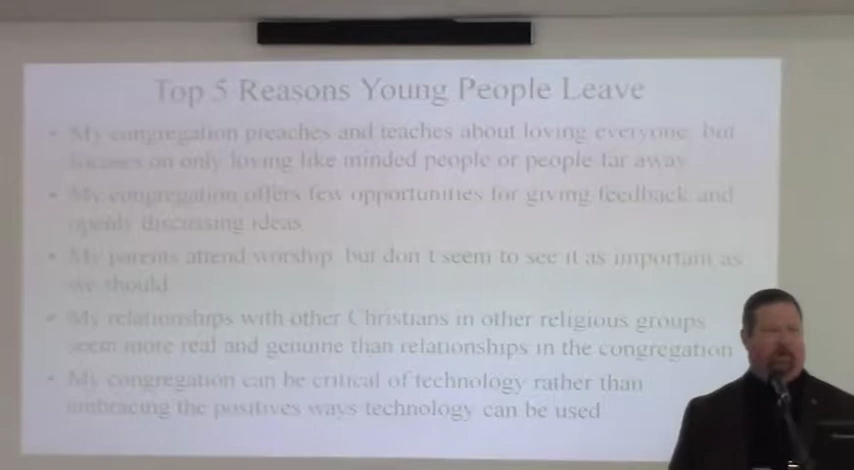 Top 5 Reasons Young People Leave
• My congregation preaches and teaches about loving everyone, but
focuses on only loving like minded people or people far away
• My congregation offers few opportunities for giving feedback and
openly discussing ideas
• My parents attend worship, but don't seem to see it as important as
we should
• My relationships with other Christians in other religious groups
seem more real and genuine than relationships in the congregation
• My congregation can be critical of technology rather than
embracing the positives ways technology can be used